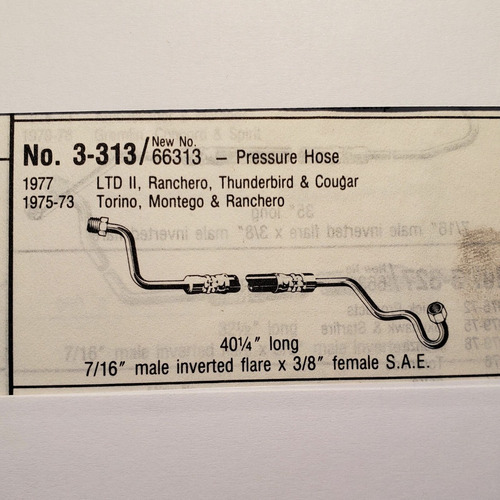 No. 3-313/ New No. 66313 – Pressure Hose
1977 LTD II, Ranchero, Thunderbird & Cougar
1975-73 Torino, Montego & Ranchero
40¼″ long
7/16″ male inverted flare x 3/8″ female S.A.E.